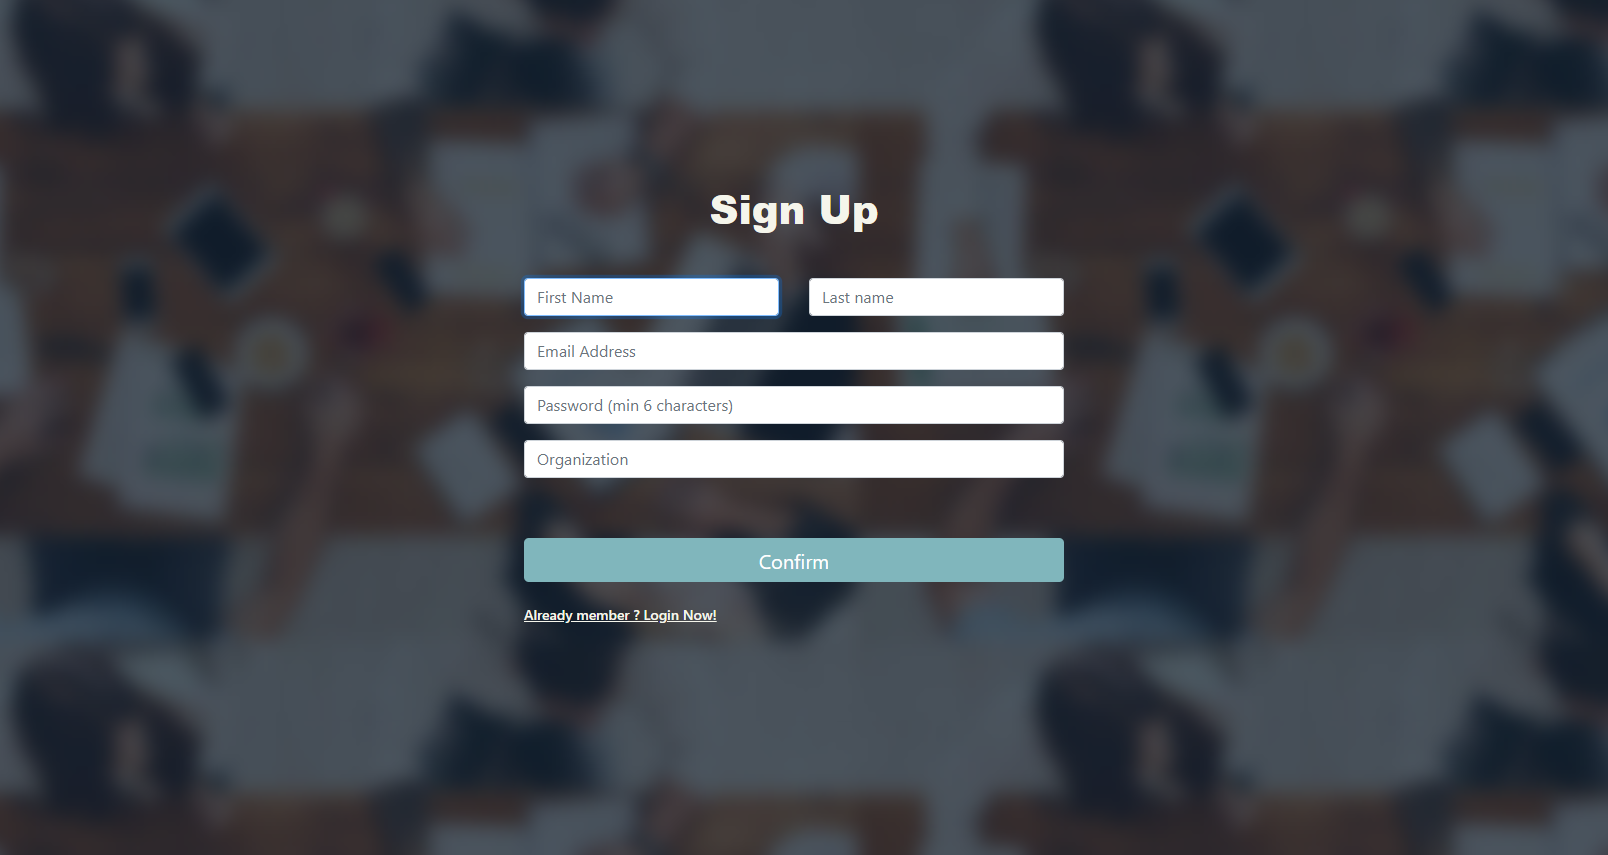 Sign Up
First Name
Last name
Email Address
Password (min 6 characters)
Organization
Confirm
Already member ? Login Now!